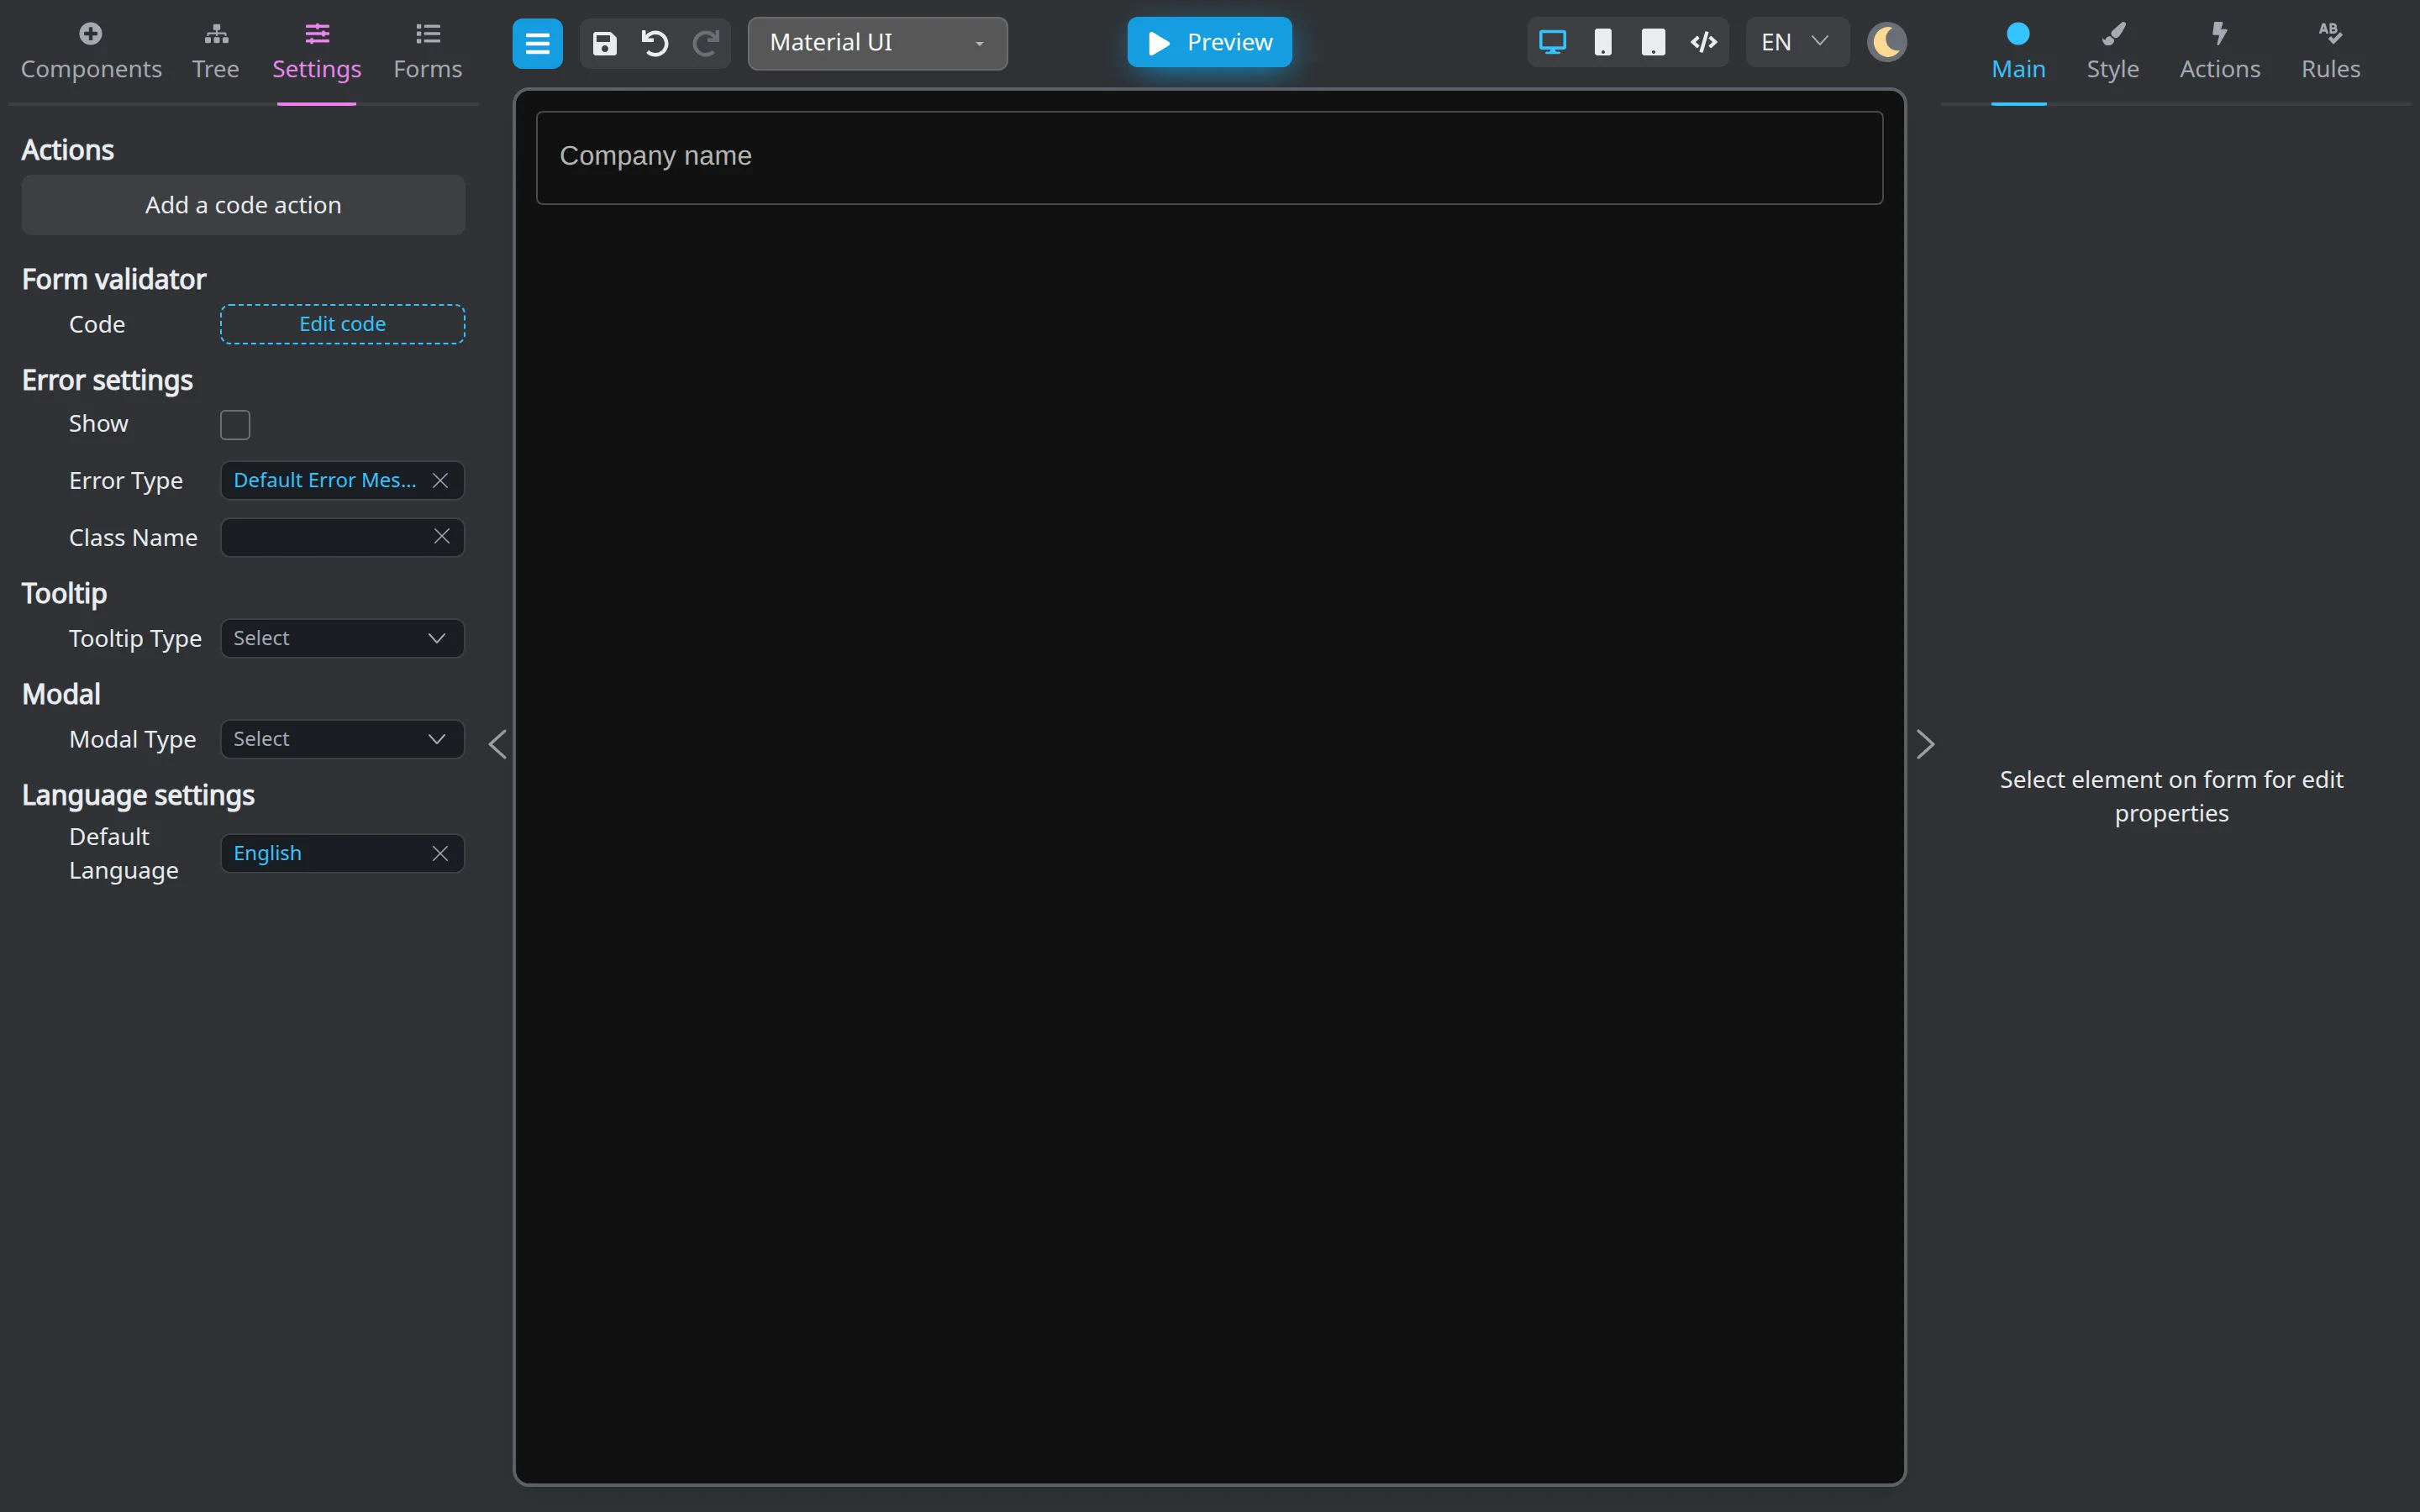 Components
Tree
Settings
Forms
Material UI
Preview
EN
Main
Style
Actions
AB
Rules
Actions
Add a code action
Form validator
Code
Edit code
Error settings
Show
Error Type
Default Error Mes...
Class Name
Tooltip
Tooltip Type
Select
Modal
Modal Type
Select
Language settings
Default
Language
English
Company name
Select element on form for edit
properties